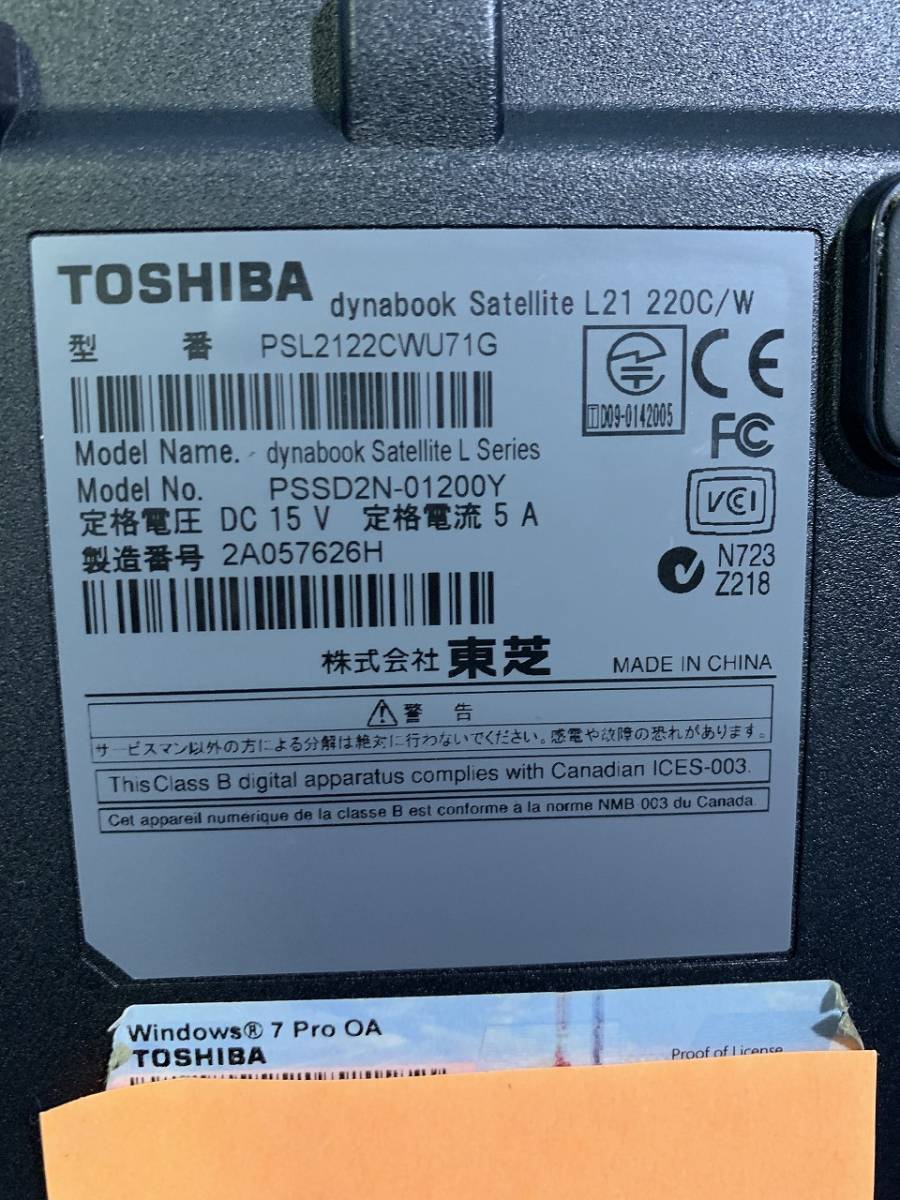 TOSHIBA
dynabook Satellite L21 220C/W
型 番 PSL2122CWU71G
Model Name. dynabook Satellite L Series
Model No. PSSD2N-01200Y
定格電圧 DC 15 V 定格電流 5 A
製造番号 2A057626H
T D09-0142005
CE
FC
VCI
N723
Z218
株式会社 東芝 MADE IN CHINA
警 告
サービスマン以外の方による分解は絶対に行わないでください。感電や故障の恐れがあります。
This Class B digital apparatus complies with Canadian ICES-003.
Cet appareil numérique de la classe B est conforme à la norme NMB-003 du Canada.
Windows® 7 Pro OA
TOSHIBA
Proof of License